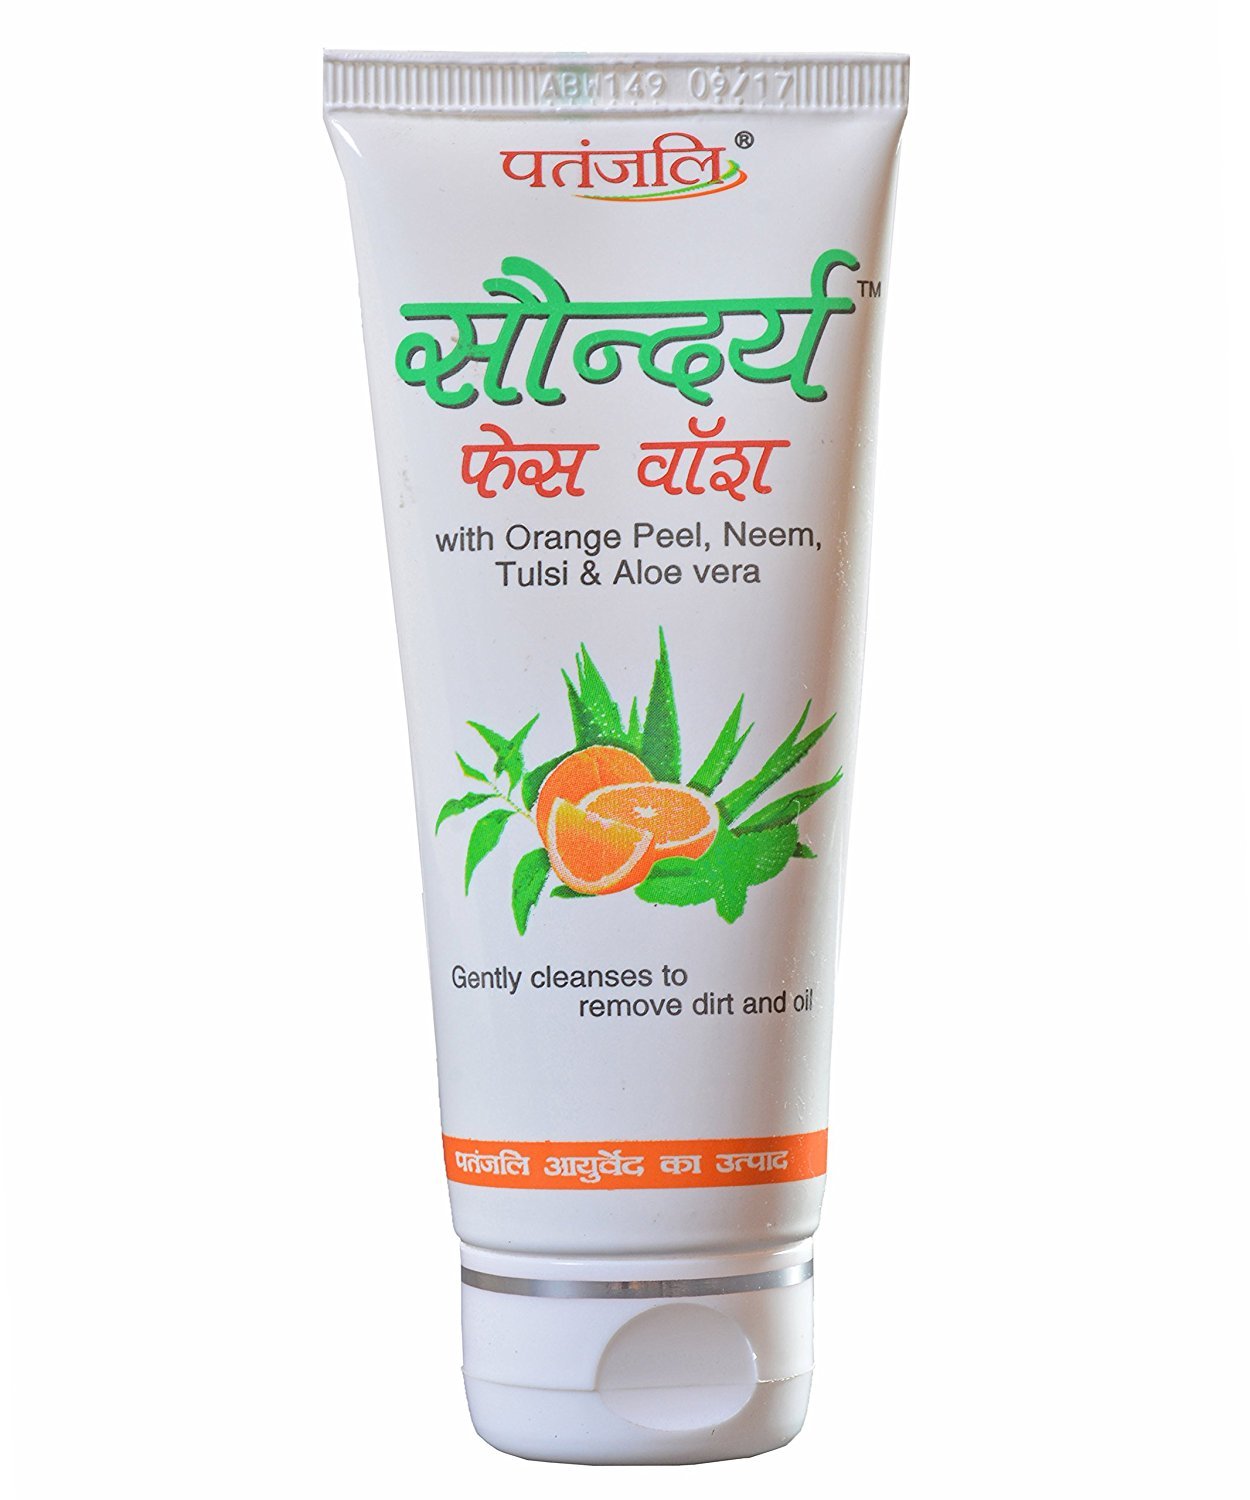 ABW149 09/17
पतंजलि®
सौन्दर्य™
फेस वॉश
with Orange Peel, Neem,
Tulsi & Aloe vera
Gently cleanses to
remove dirt and oil
पतंजलि आयुर्वेद का उत्पाद